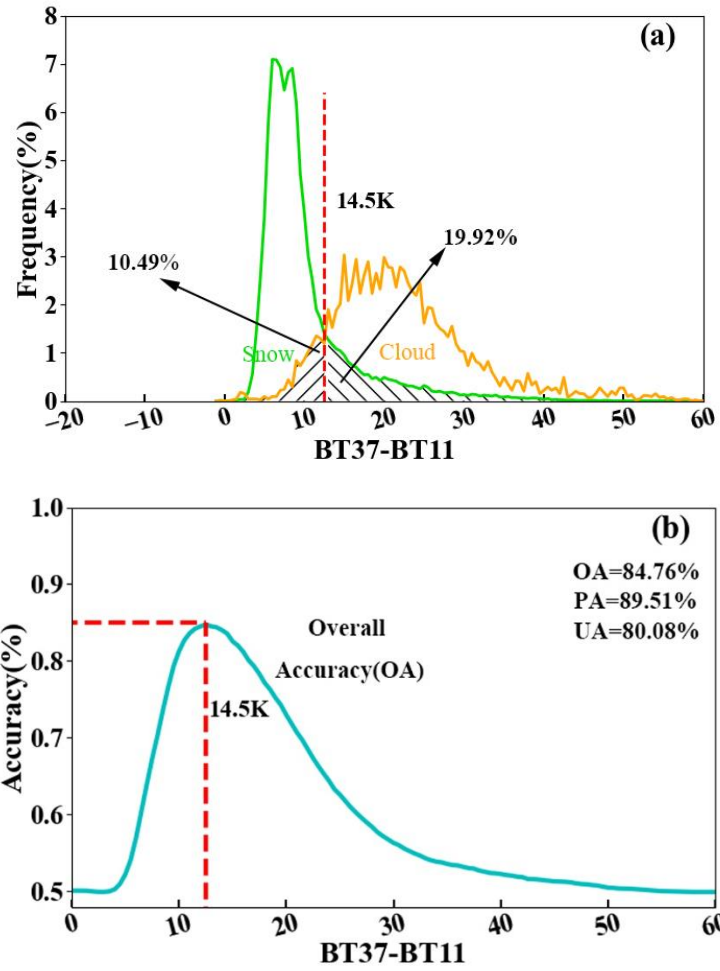 (a)
8
7
6
5
4
3
2
1
0
Frequency(%)
14.5K
19.92%
10.49%
Snow
Cloud
−20 −10 0 10 20 30 40 50 60
BT37-BT11
(b)
1.0
0.9
0.8
0.7
0.6
0.5
Accuracy(%)
OA=84.76%
PA=89.51%
UA=80.08%
Overall
Accuracy(OA)
14.5K
0 10 20 30 40 50 60
BT37-BT11